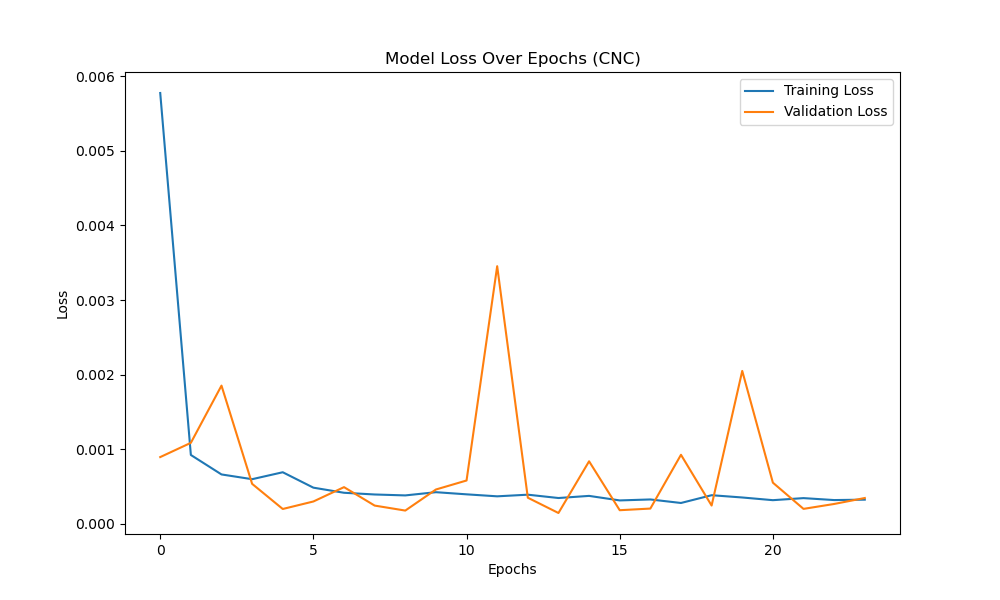 Model Loss Over Epochs (CNC)
0.006
0.005
0.004
0.003
0.002
0.001
0.000
Loss
Training Loss
Validation Loss
0 5 10 15 20
Epochs